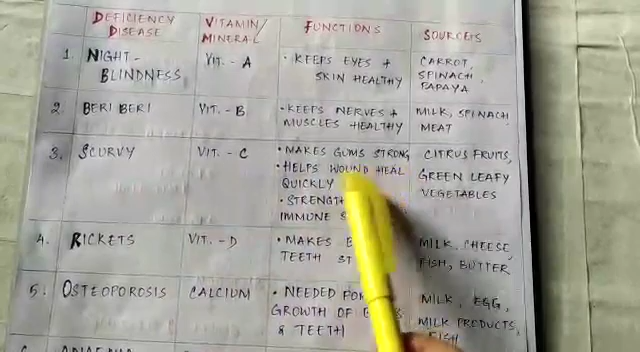 DEFICIENCY DISEASE VITAMIN/ MINERAL FUNCTIONS SOURCES
1. NIGHT- BLINDNESS VIT. - A • KEEPS EYES + SKIN HEALTHY CARROT, SPINACH, PAPAYA
2. BERI BERI VIT. - B • KEEPS NERVES + MUSCLES HEALTHY MILK, SPINACH MEAT
3. SCURVY VIT. - C • MAKES GUMS STRONG CITRUS FRUITS,
• HELPS WOUND HEAL QUICKLY GREEN LEAFY VEGETABLES
• STRENGTH
IMMUNE
4. RICKETS VIT. - D • MAKES MILK, CHEESE,
TEETH FISH, BUTTER
5. OSTEOPOROSIS CALCIUM • NEEDED FOR MILK, EGG,
GROWTH OF MILK PRODUCTS,
& TEETH FISH